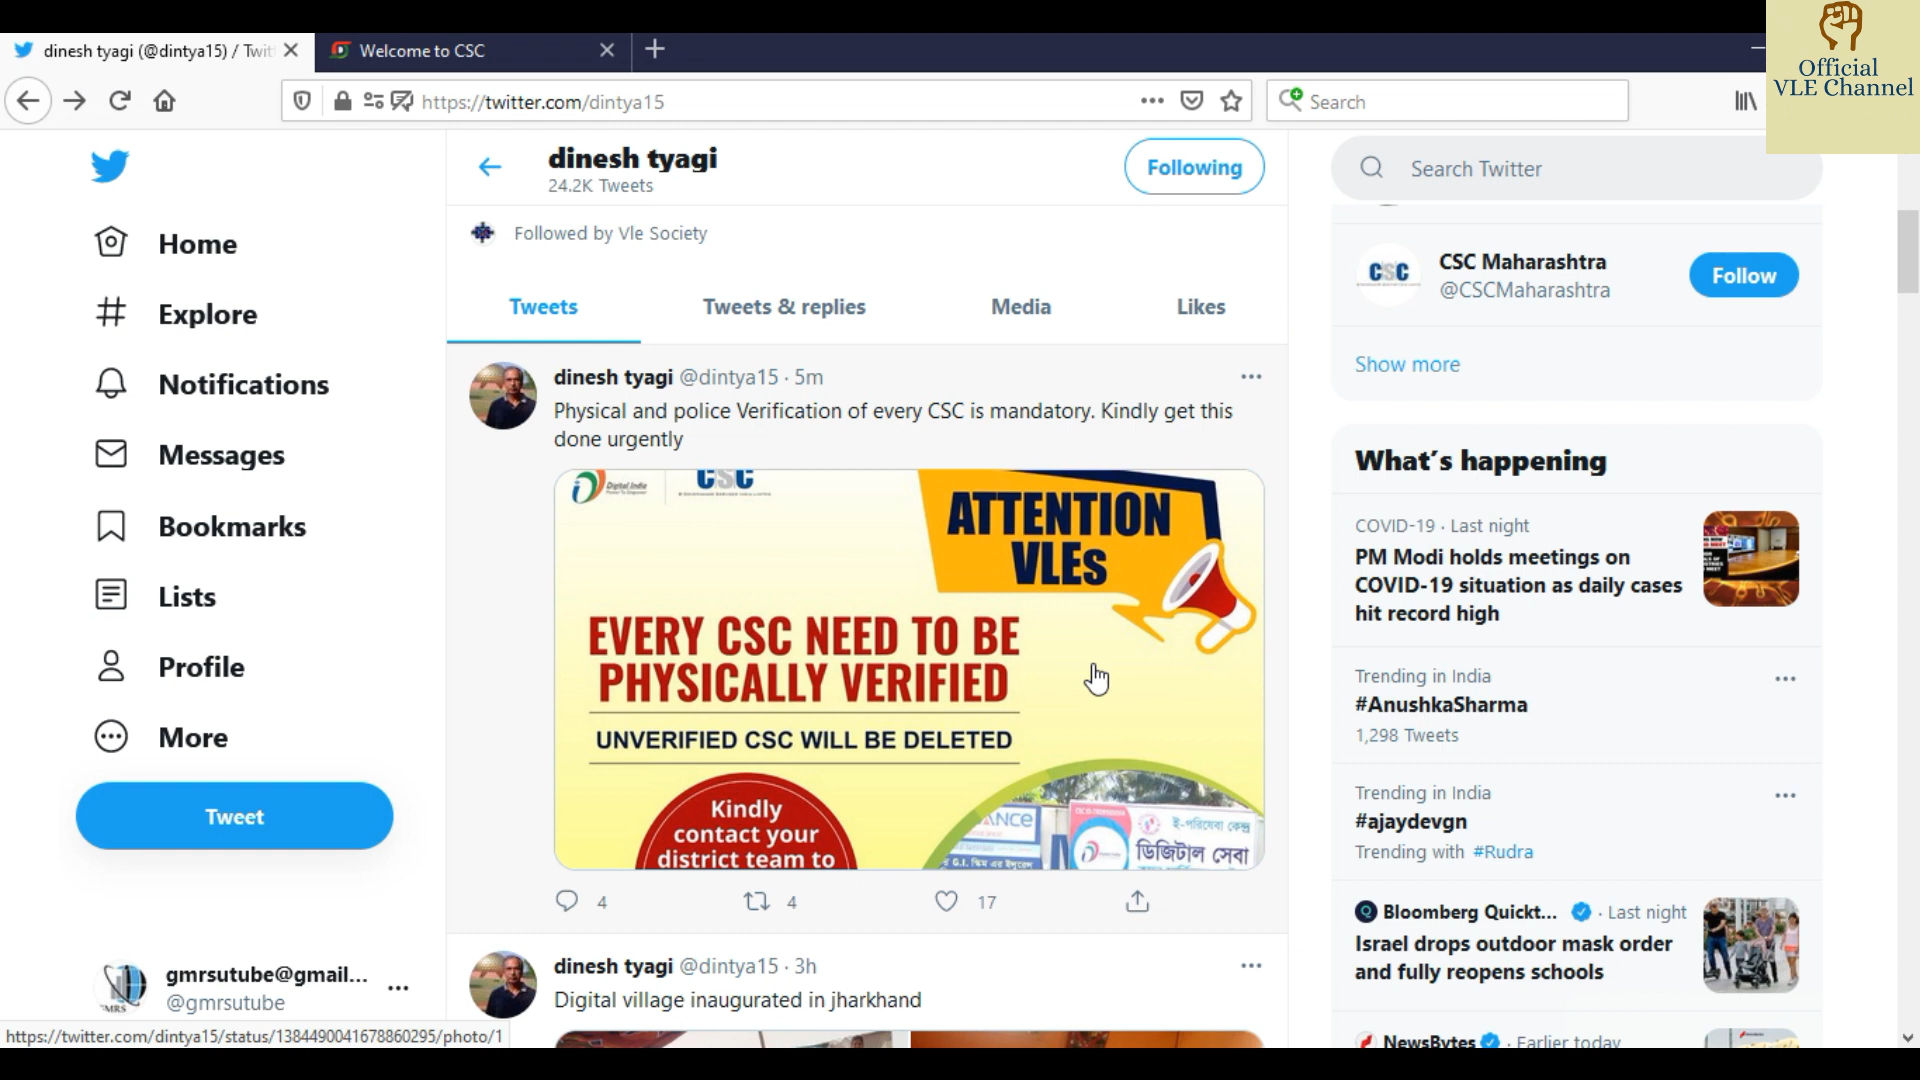 dinesh tyagi (@dintya15) / Twit
Welcome to CSC
Official
VLE Channel
https://twitter.com/dintya15
Search
Home
Explore
Notifications
Messages
Bookmarks
Lists
Profile
More
Tweet
gmrsutube@gmail...
@gmrsutube
https://twitter.com/dintya15/status/1384490041678860295/photo/1
dinesh tyagi
24.2K Tweets
Following
Followed by Vle Society
Tweets
Tweets & replies
Media
Likes
dinesh tyagi @dintya15 · 5m
Physical and police Verification of every CSC is mandatory. Kindly get this
done urgently
Digital India
CSC
ATTENTION
VLEs
EVERY CSC NEED TO BE
PHYSICALLY VERIFIED
UNVERIFIED CSC WILL BE DELETED
Kindly
contact your
district team to
ই-পরিষেবা কেন্দ্র
ডিজিটাল সেবা
4
4
17
dinesh tyagi @dintya15 · 3h
Digital village inaugurated in jharkhand
Search Twitter
CSC
CSC Maharashtra
@CSCMaharashtra
Follow
Show more
What's happening
COVID-19 · Last night
PM Modi holds meetings on
COVID-19 situation as daily cases
hit record high
Trending in India
#AnushkaSharma
1,298 Tweets
Trending in India
#ajaydevgn
Trending with #Rudra
Bloomberg Quickt... · Last night
Israel drops outdoor mask order
and fully reopens schools
NewsBytes · Earlier today